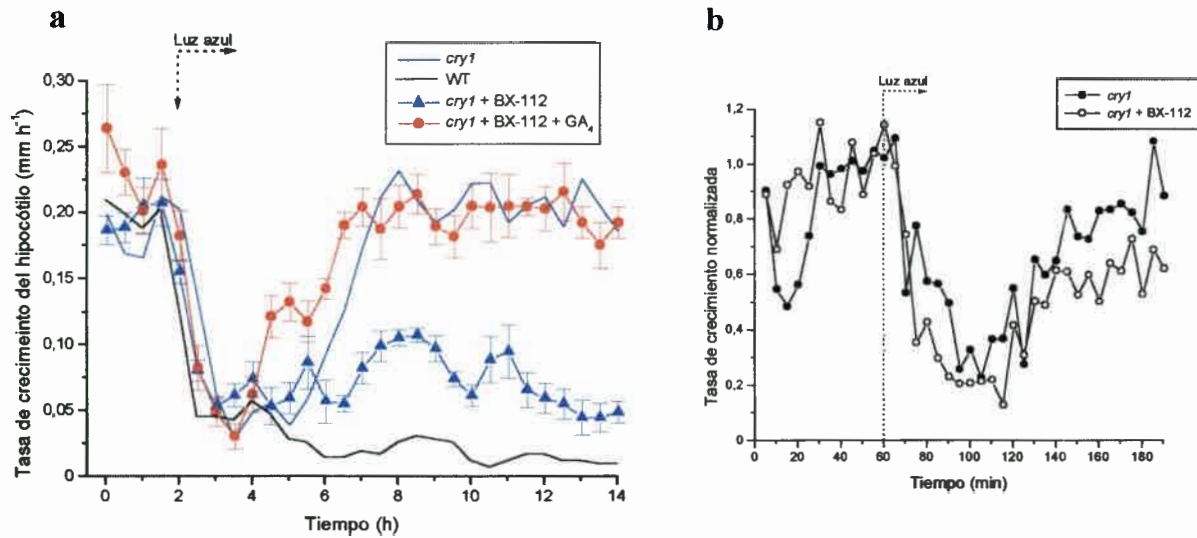 a
Luz azul
cry1
WT
cry1 + BX-112
cry1 + BX-112 + GA₄
Tasa de crecimeinto del hipocótilo (mm h⁻¹)
0,30
0,25
0,20
0,15
0,10
0,05
0
0 2 4 6 8 10 12 14
Tiempo (h)
b
Luz azul
cry1
cry1 + BX-112
Tasa de crecimiento normalizada
1,2
1,0
0,8
0,6
0,4
0,2
0
0 20 40 60 80 100 120 140 160 180
Tiempo (min)